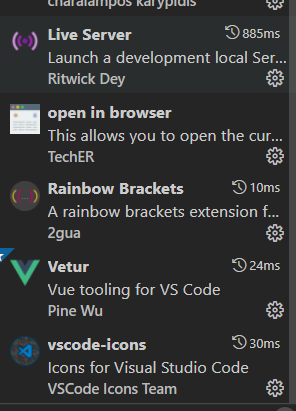 charalampos karypidis
Live Server 885ms
Launch a development local Ser...
Ritwick Dey
open in browser
This allows you to open the cur...
TechER
Rainbow Brackets 10ms
A rainbow brackets extension f...
2gua
Vetur 24ms
Vue tooling for VS Code
Pine Wu
vscode-icons 30ms
Icons for Visual Studio Code
VSCode Icons Team